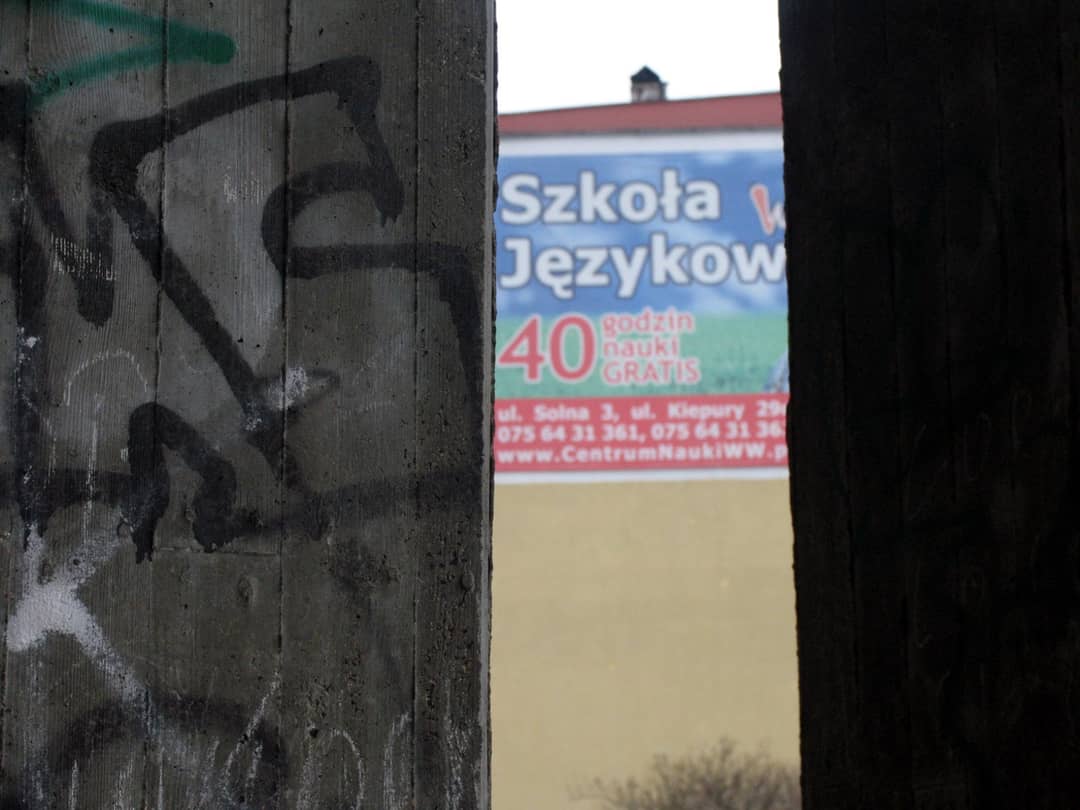 Szkoła
Językow
40 godzin
nauki
GRATIS
ul. Solna 3, ul. Kiepury 29
075 64 31 361, 075 64 31 36
www.CentrumNaukiWW.p